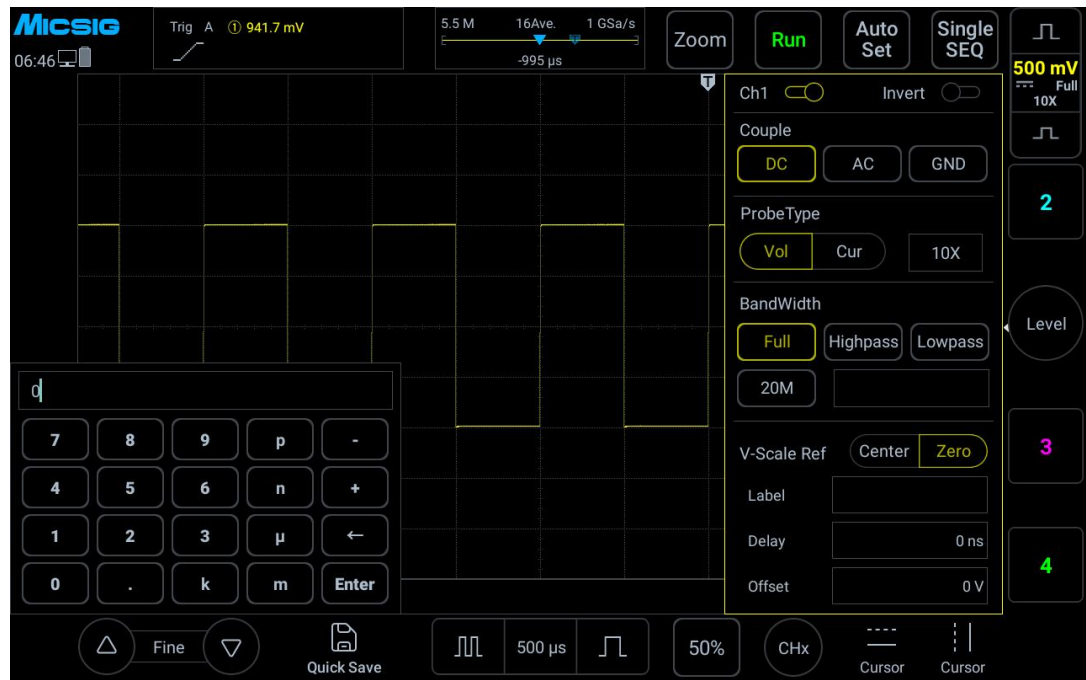 MICSIG
06:46
Trig A ① 941.7 mV
5.5 M 16Ave. 1 GSa/s
T
-995 µs
Zoom
Run
Auto
Set
Single
SEQ
500 mV
Full
10X
T
Ch1
Invert
Couple
DC AC GND
2
ProbeType
Vol Cur 10X
BandWidth
Full Highpass Lowpass
Level
20M
0
7 8 9 p -
V-Scale Ref Center Zero
3
4 5 6 n +
Label
1 2 3 µ ←
Delay 0 ns
0 . k m Enter
Offset 0 V
4
Fine
Quick Save
500 µs
50%
CHx
Cursor
Cursor